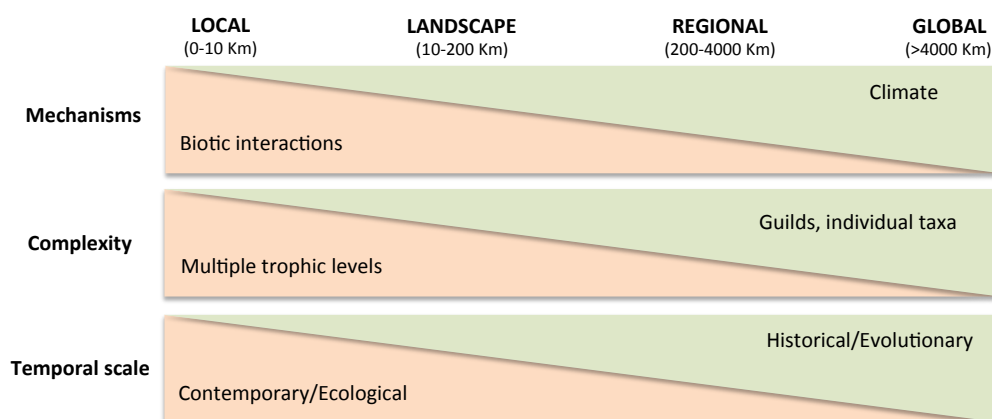 LOCAL
(0-10 Km)
LANDSCAPE
(10-200 Km)
REGIONAL
(200-4000 Km)
GLOBAL
(>4000 Km)
Mechanisms
Climate
Biotic interactions
Complexity
Guilds, individual taxa
Multiple trophic levels
Temporal scale
Historical/Evolutionary
Contemporary/Ecological